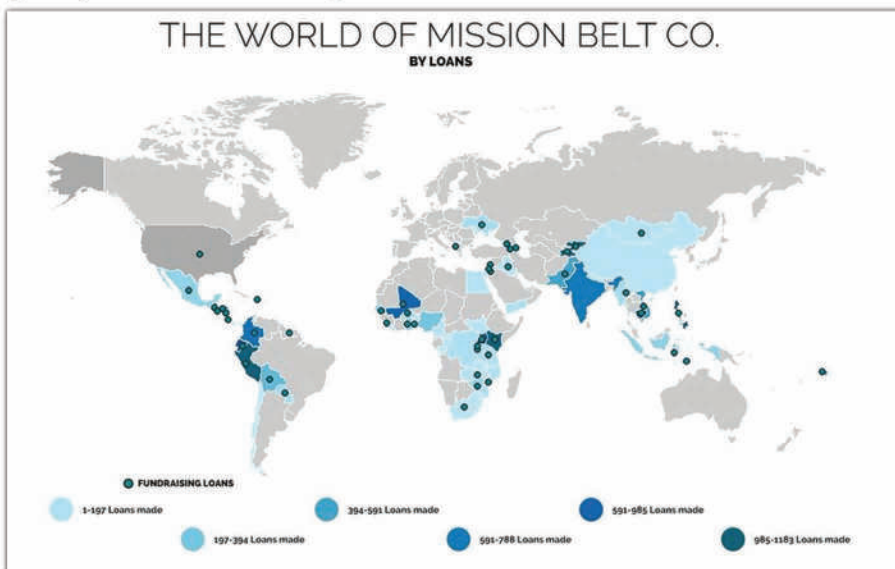 THE WORLD OF MISSION BELT CO.
BY LOANS
FUNDRAISING LOANS
1-197 Loans made
394-591 Loans made
591-985 Loans made
197-394 Loans made
591-788 Loans made
985-1183 Loans made